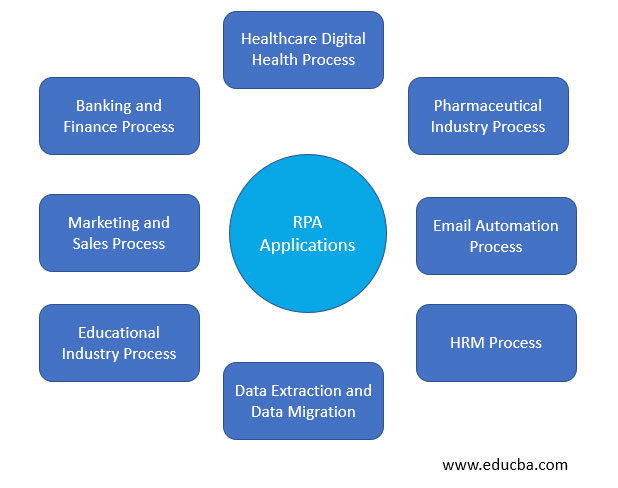 Healthcare Digital
Health Process
Banking and
Finance Process
Pharmaceutical
Industry Process
Marketing and
Sales Process
RPA
Applications
Email Automation
Process
Educational
Industry Process
HRM Process
Data Extraction and
Data Migration
www.educba.com